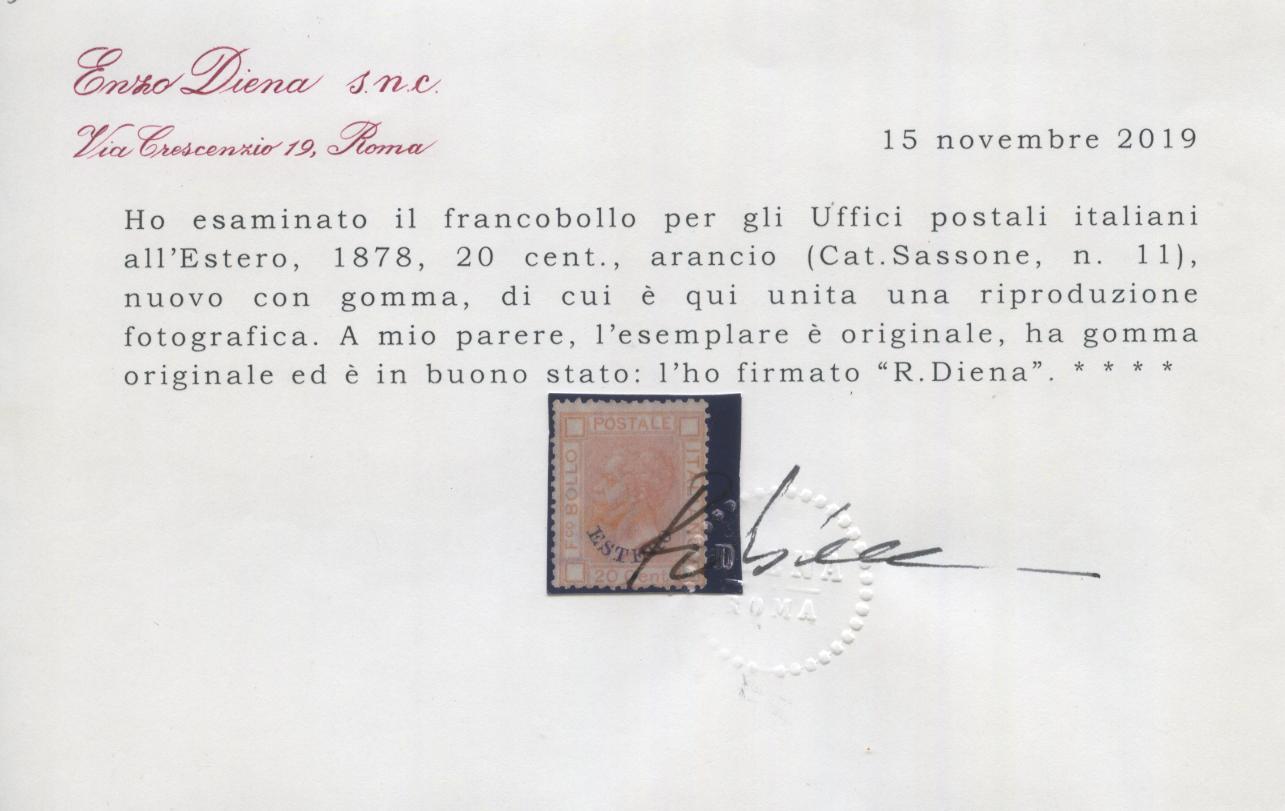 Enzo Diena s.n.c.
Via Crescenzio 19, Roma
15 novembre 2019
Ho esaminato il francobollo per gli Uffici postali italiani
all'Estero, 1878, 20 cent., arancio (Cat.Sassone, n. 11),
nuovo con gomma, di cui è qui unita una riproduzione
fotografica. A mio parere, l'esemplare è originale, ha gomma
originale ed è in buono stato: l'ho firmato “R.Diena”. * * * *
POSTALE
Fco BOLLO
20 Cent
ROMA